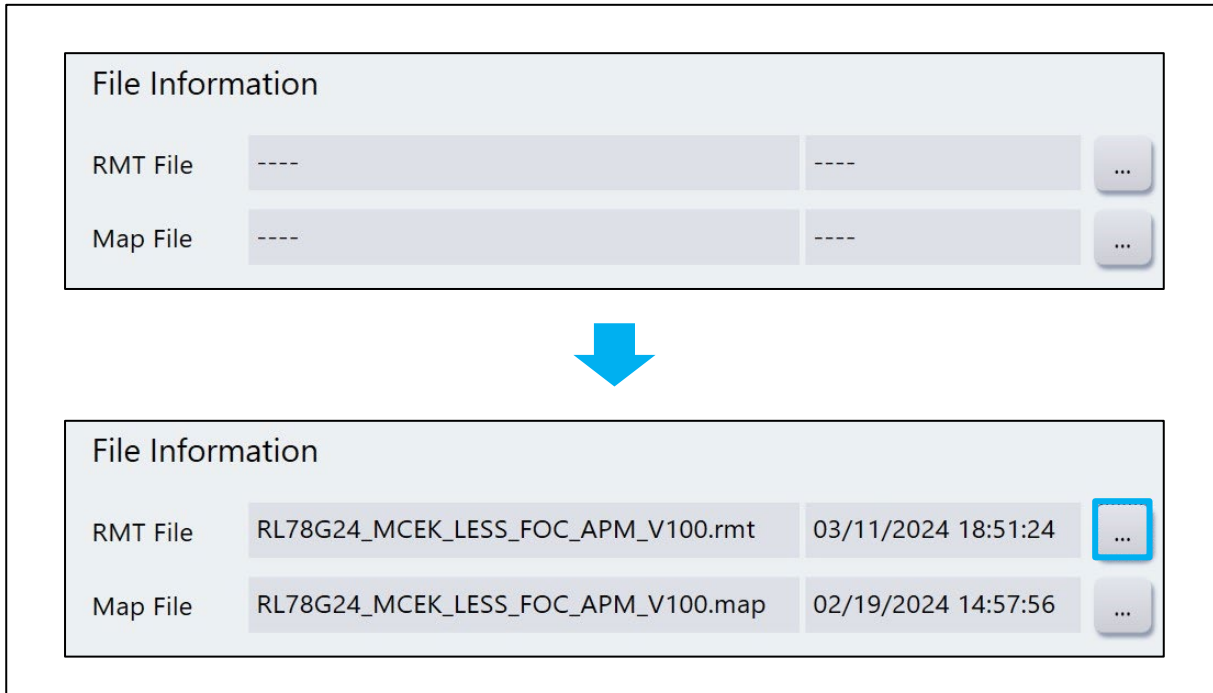 File Information
RMT File ---- ---- ...
Map File ---- ---- ...
File Information
RMT File RL78G24_MCEK_LESS_FOC_APM_V100.rmt 03/11/2024 18:51:24 ...
Map File RL78G24_MCEK_LESS_FOC_APM_V100.map 02/19/2024 14:57:56 ...